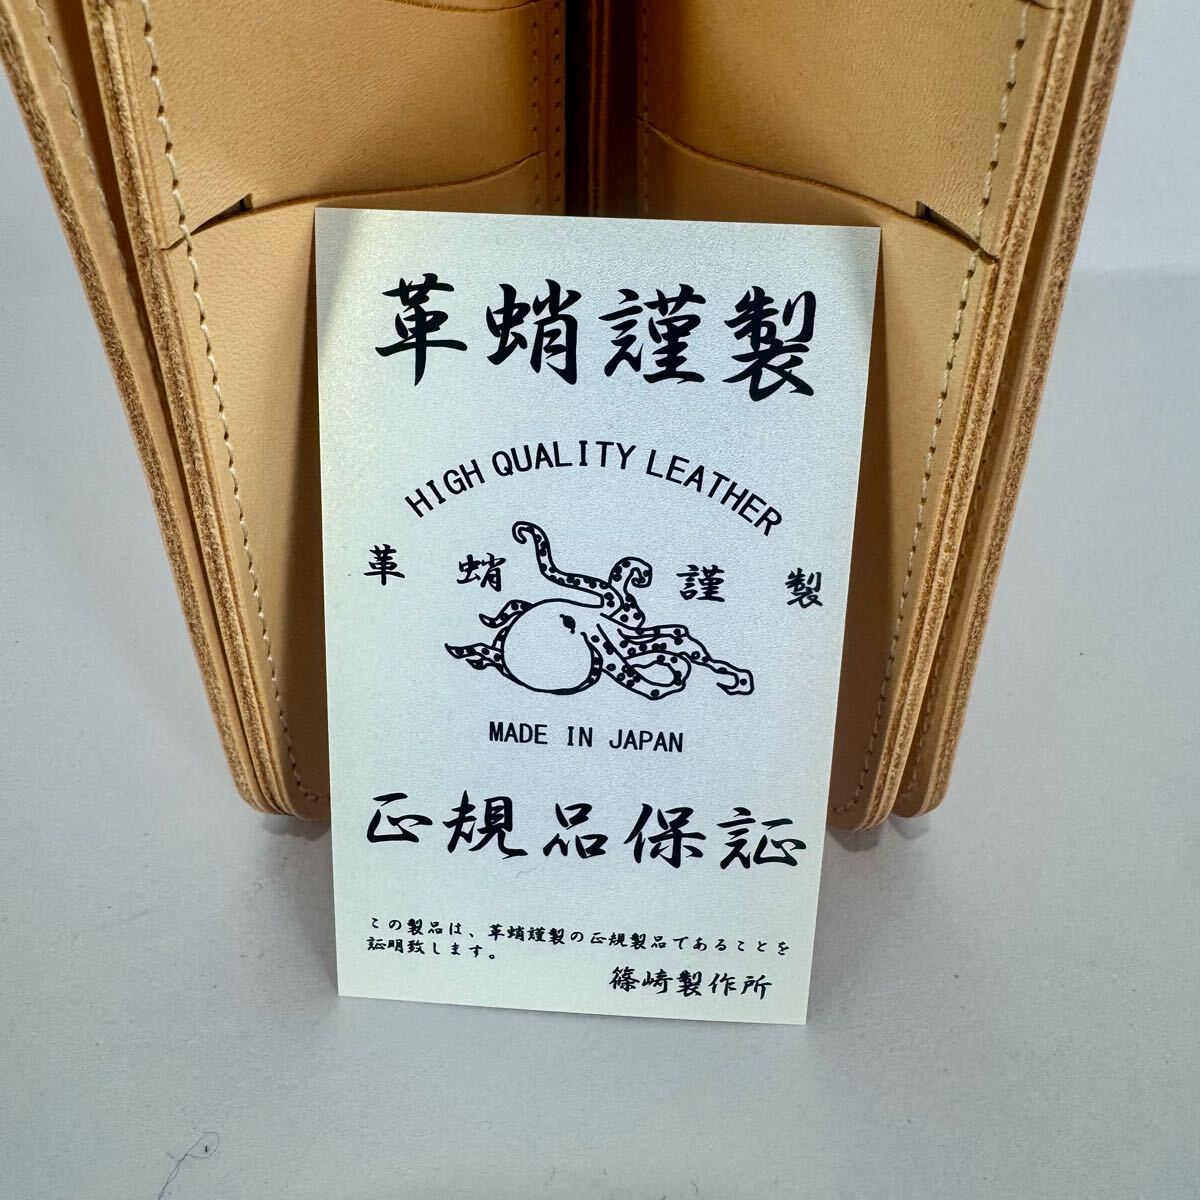 革蛸謹製
HIGH QUALITY LEATHER
革蛸謹製
MADE IN JAPAN
正規品保証
この製品は、革蛸謹製の正規製品であることを
証明致します。
篠崎製作所